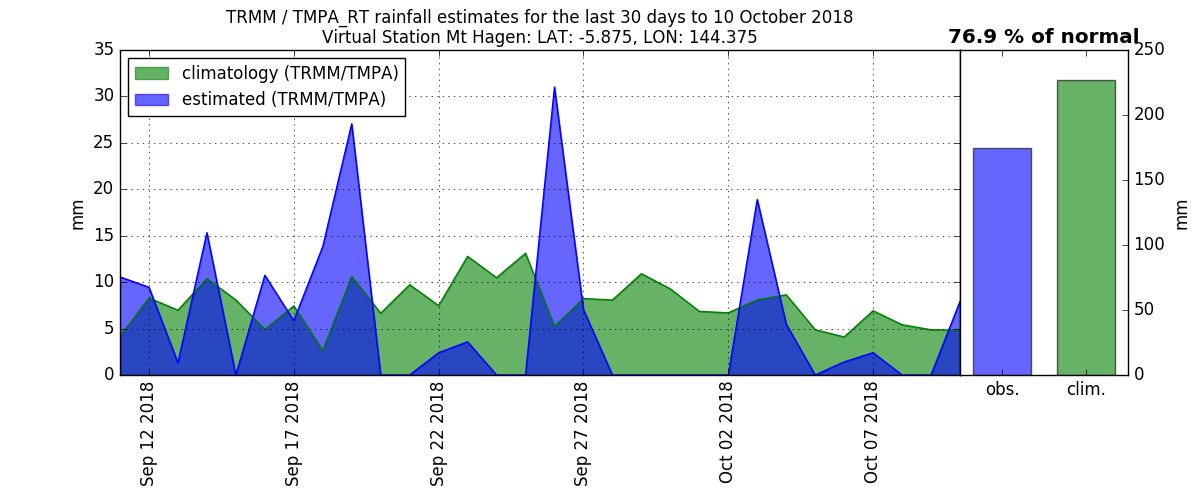 TRMM / TMPA_RT rainfall estimates for the last 30 days to 10 October 2018
Virtual Station Mt Hagen: LAT: -5.875, LON: 144.375
76.9 % of normal
climatology (TRMM/TMPA)
estimated (TRMM/TMPA)
35
30
25
20
15
10
5
0
mm
Sep 12 2018
Sep 17 2018
Sep 22 2018
Sep 27 2018
Oct 02 2018
Oct 07 2018
250
200
150
100
50
0
mm
obs.
clim.